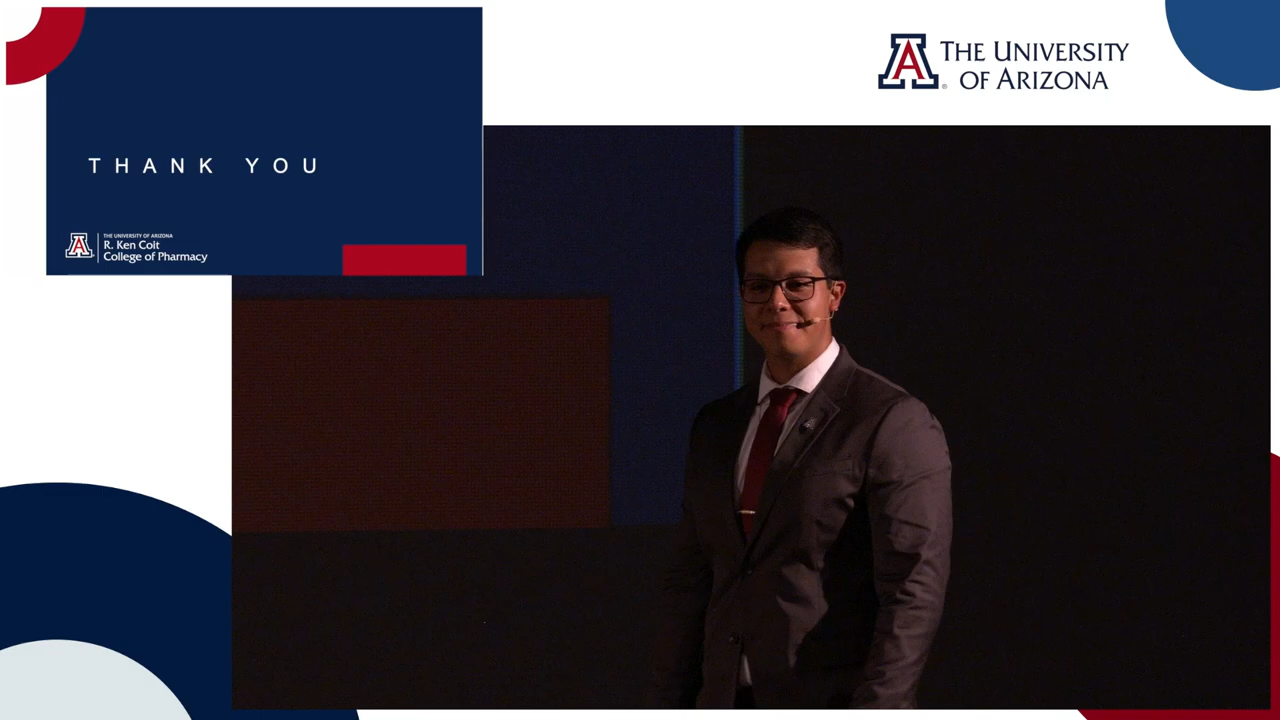 THANK YOU
THE UNIVERSITY OF ARIZONA
R. Ken Coit
College of Pharmacy
A
THE UNIVERSITY
OF ARIZONA